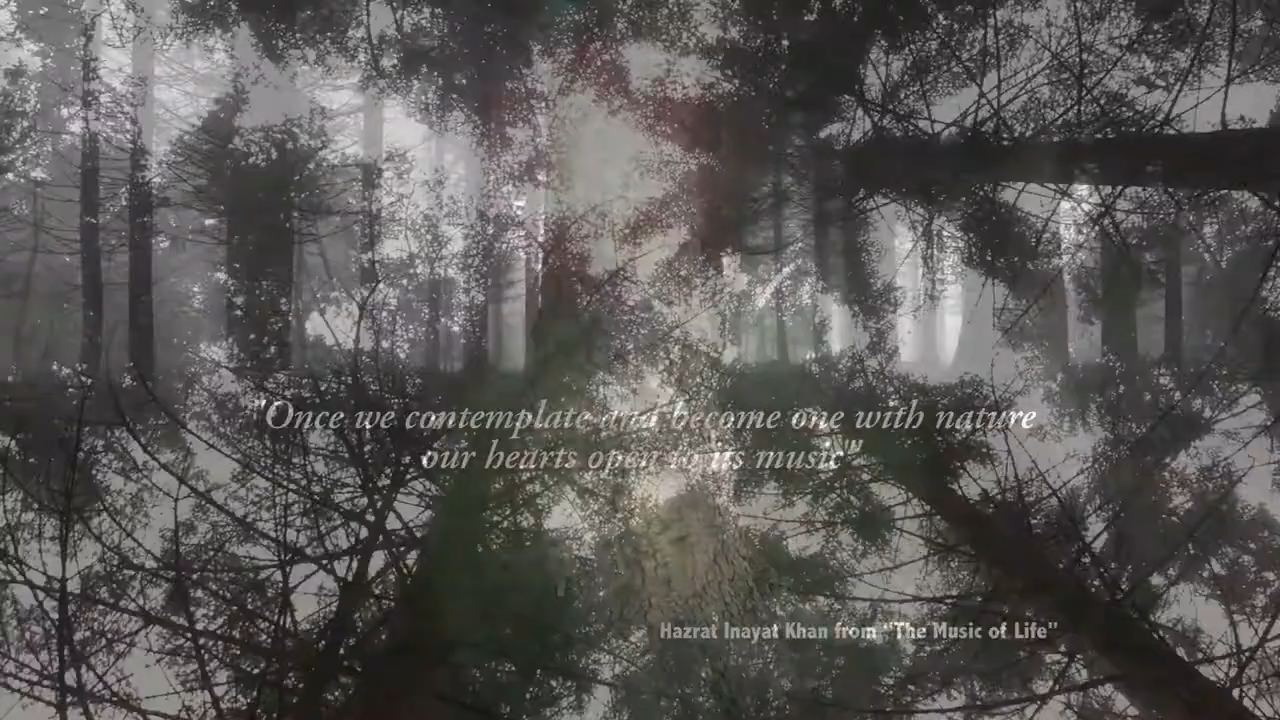 "Once we contemplate and become one with nature
our hearts open to its music""
Hazrat Inayat Khan from "The Music of Life"